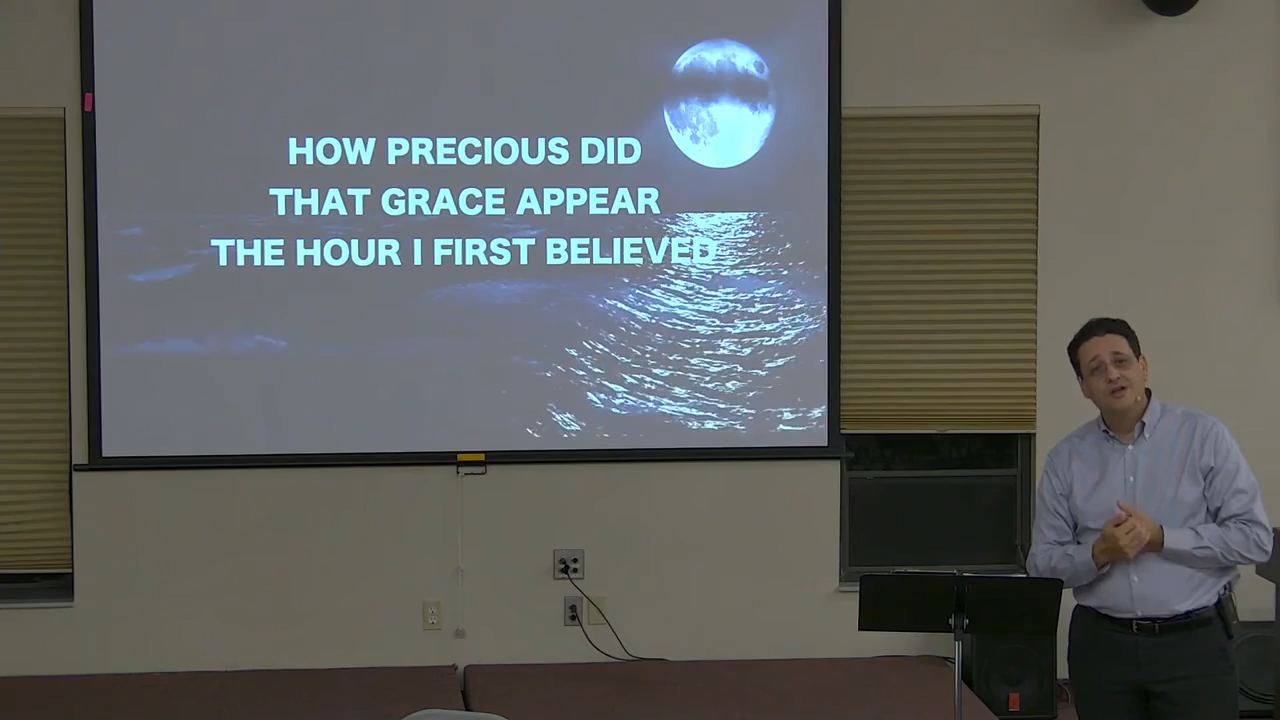 HOW PRECIOUS DID
THAT GRACE APPEAR
THE HOUR I FIRST BELIEVED